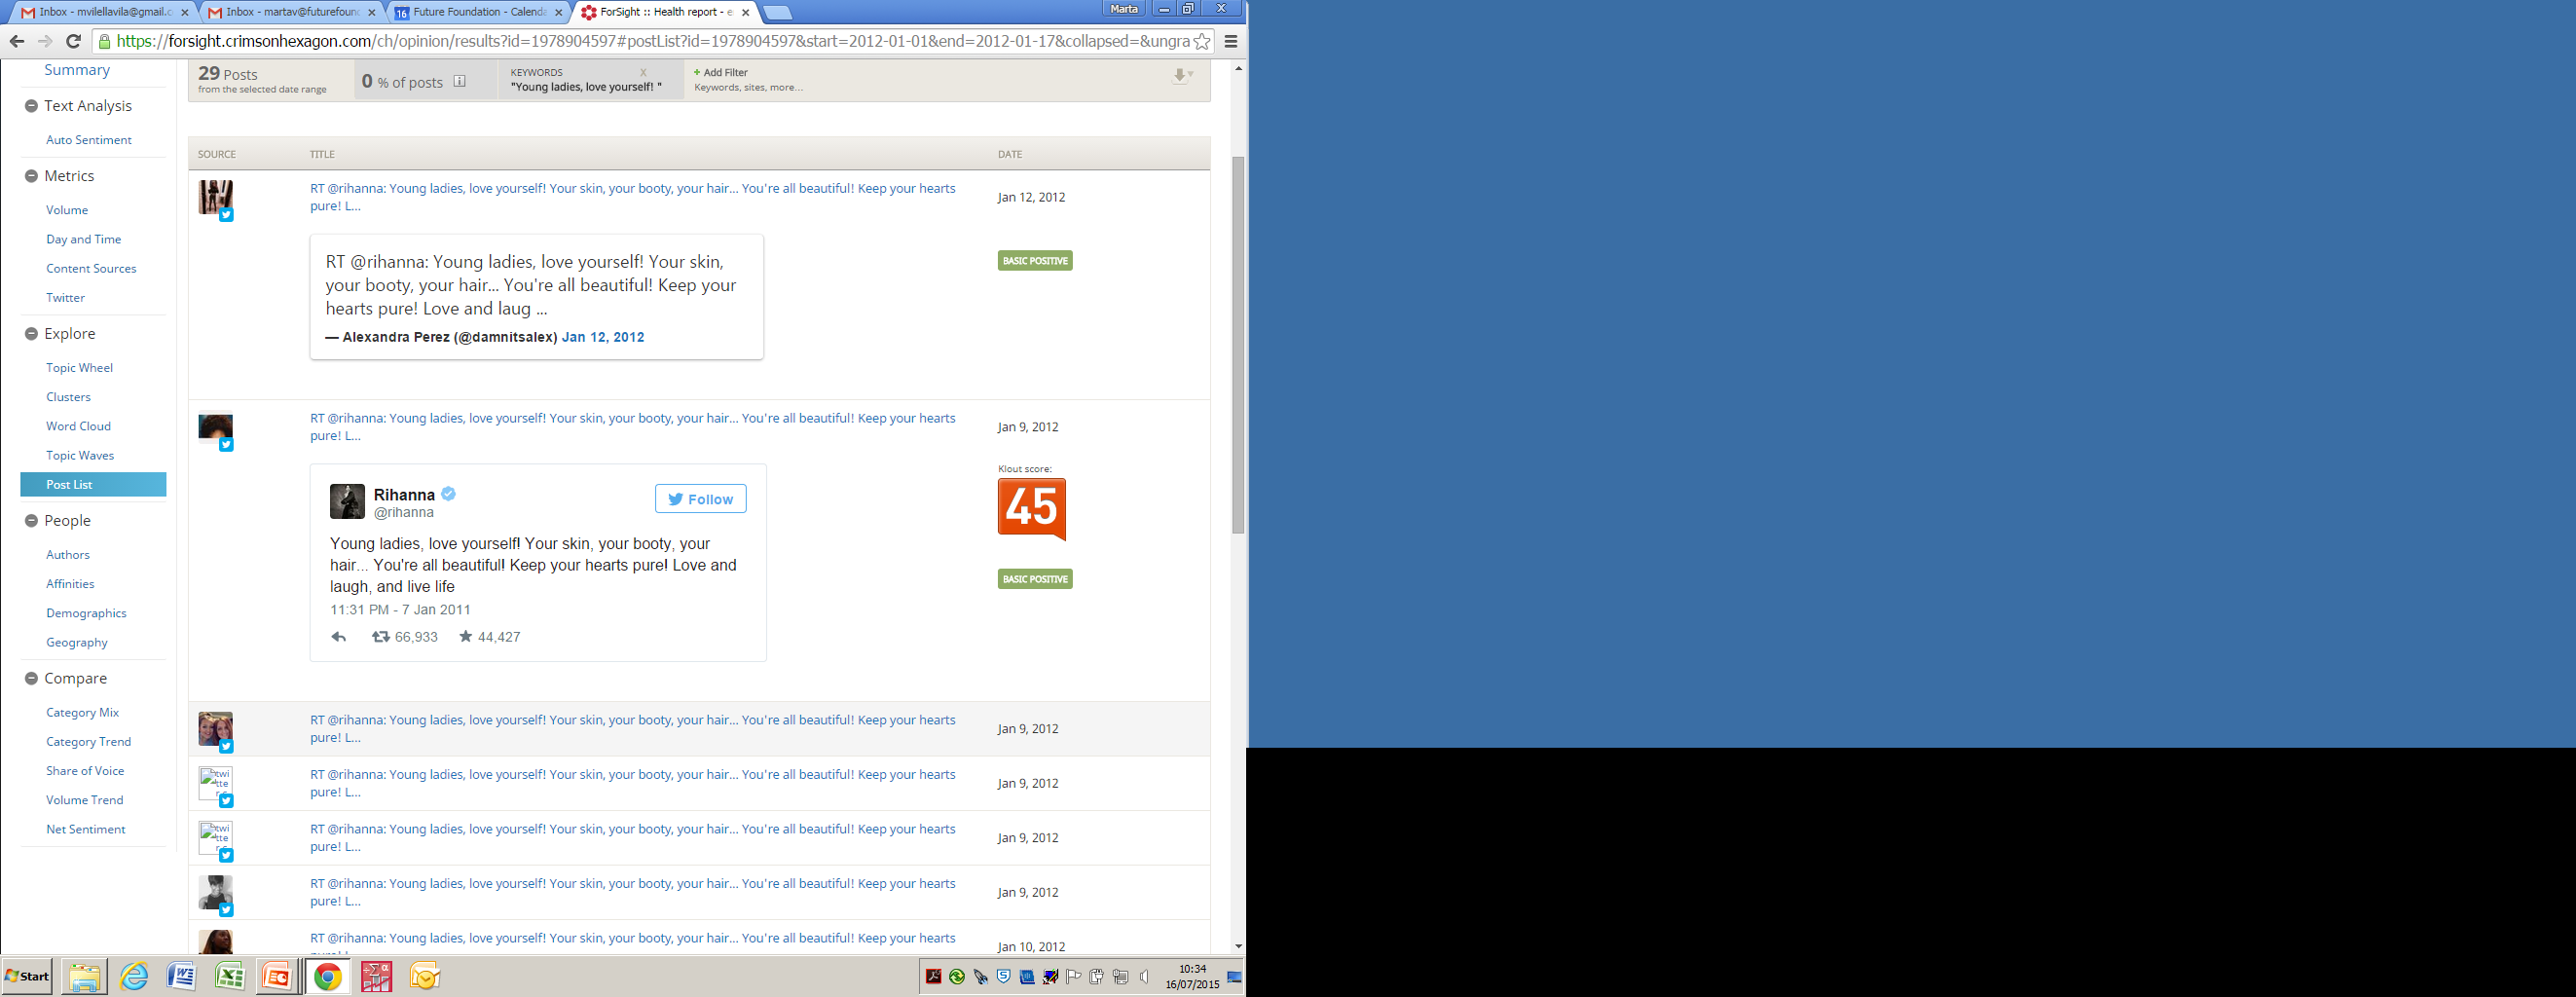 Inbox - mvilellavila@gmail.c
Inbox - martav@futurefound
16 Future Foundation - Calenda
ForSight :: Health report - e
Marta
https://forsight.crimsonhexagon.com/ch/opinion/results?id=1978904597#postList?id=1978904597&start=2012-01-01&end=2012-01-17&collapsed=&ungra
Summary
Text Analysis
Auto Sentiment
Metrics
Volume
Day and Time
Content Sources
Twitter
Explore
Topic Wheel
Clusters
Word Cloud
Topic Waves
Post List
People
Authors
Affinities
Demographics
Geography
Compare
Category Mix
Category Trend
Share of Voice
Volume Trend
Net Sentiment
29 Posts
from the selected date range
0 % of posts
KEYWORDS X
"Young ladies, love yourself! "
+ Add Filter
Keywords, sites, more...
SOURCE TITLE DATE
RT @rihanna: Young ladies, love yourself! Your skin, your booty, your hair... You're all beautiful! Keep your hearts
pure! L...
Jan 12, 2012
RT @rihanna: Young ladies, love yourself! Your skin,
your booty, your hair... You're all beautiful! Keep your
hearts pure! Love and laug ...
— Alexandra Perez (@damnitsalex) Jan 12, 2012
BASIC POSITIVE
RT @rihanna: Young ladies, love yourself! Your skin, your booty, your hair... You're all beautiful! Keep your hearts
pure! L...
Jan 9, 2012
Rihanna
@rihanna
Follow
Young ladies, love yourself! Your skin, your booty, your
hair... You're all beautiful! Keep your hearts pure! Love and
laugh, and live life
11:31 PM - 7 Jan 2011
66,933 44,427
Klout score:
45
BASIC POSITIVE
RT @rihanna: Young ladies, love yourself! Your skin, your booty, your hair... You're all beautiful! Keep your hearts
pure! L...
Jan 9, 2012
twi
tte
RT @rihanna: Young ladies, love yourself! Your skin, your booty, your hair... You're all beautiful! Keep your hearts
pure! L...
Jan 9, 2012
twi
tte
RT @rihanna: Young ladies, love yourself! Your skin, your booty, your hair... You're all beautiful! Keep your hearts
pure! L...
Jan 9, 2012
RT @rihanna: Young ladies, love yourself! Your skin, your booty, your hair... You're all beautiful! Keep your hearts
pure! L...
Jan 9, 2012
RT @rihanna: Young ladies, love yourself! Your skin, your booty, your hair... You're all beautiful! Keep your hearts
Jan 10, 2012
Start
10:34
16/07/2015